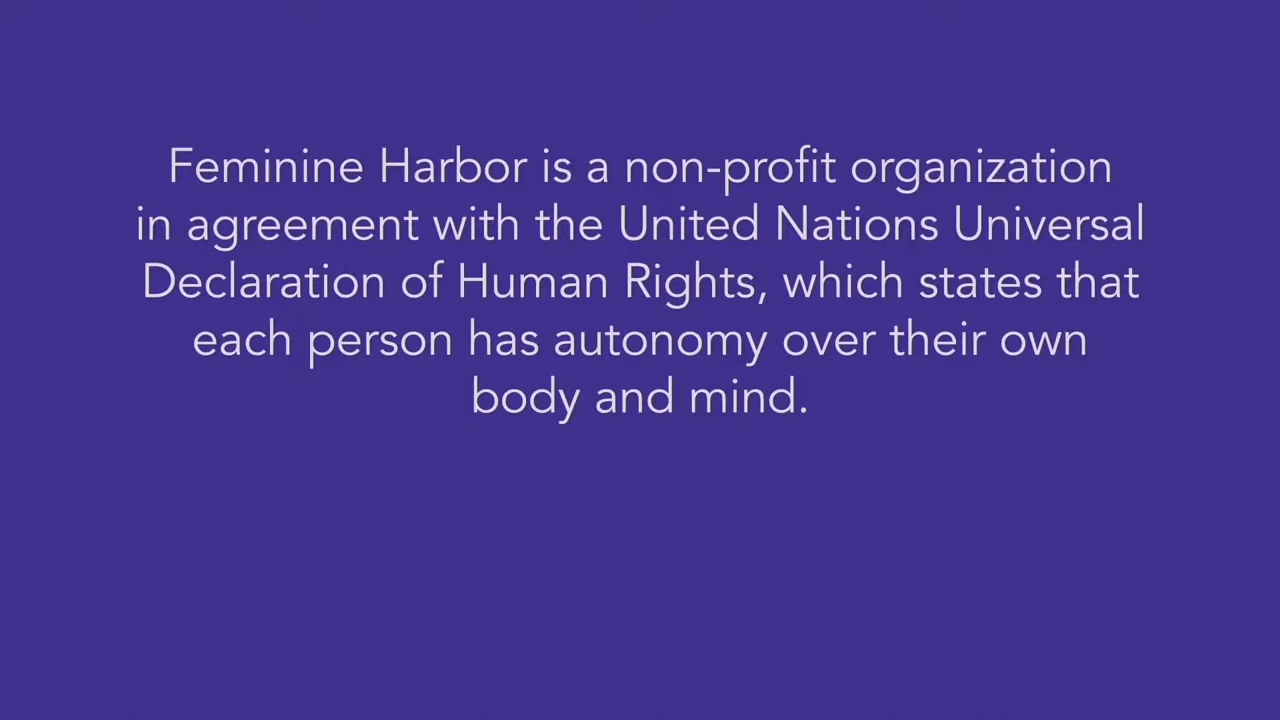 Feminine Harbor is a non-profit organization
in agreement with the United Nations Universal
Declaration of Human Rights, which states that
each person has autonomy over their own
body and mind.